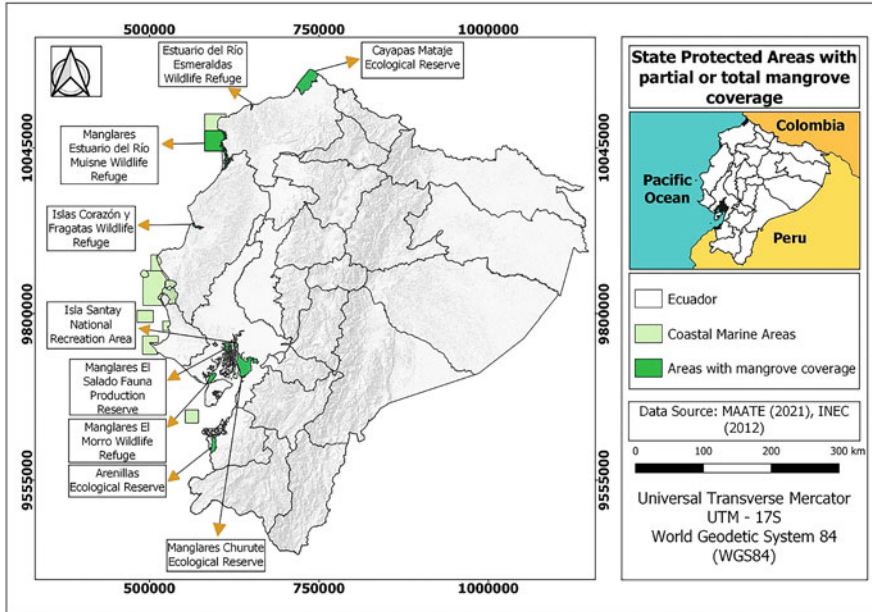 500000
750000
1000000
Estuario del Río
Esmeraldas
Wildlife Refuge
Cayapas Mataje
Ecological Reserve
10045000
Manglares
Estuario del Río
Muisne Wildlife
Refuge
Islas Corazón y
Fragatas Wildlife
Refuge
9800000
Isla Santay
National
Recreation Area
Manglares El
Salado Fauna
Production
Reserve
Manglares El
Morro Wildlife
Refuge
Arenillas
Ecological Reserve
9555000
Manglares Churute
Ecological Reserve
10045000
9800000
9555000
500000
750000
1000000
State Protected Areas with
partial or total mangrove
coverage
Colombia
Pacific
Ocean
Peru
Ecuador
Coastal Marine Areas
Areas with mangrove coverage
Data Source: MAATE (2021), INEC
(2012)
0 100 200 300 km
Universal Transverse Mercator
UTM - 17S
World Geodetic System 84
(WGS84)